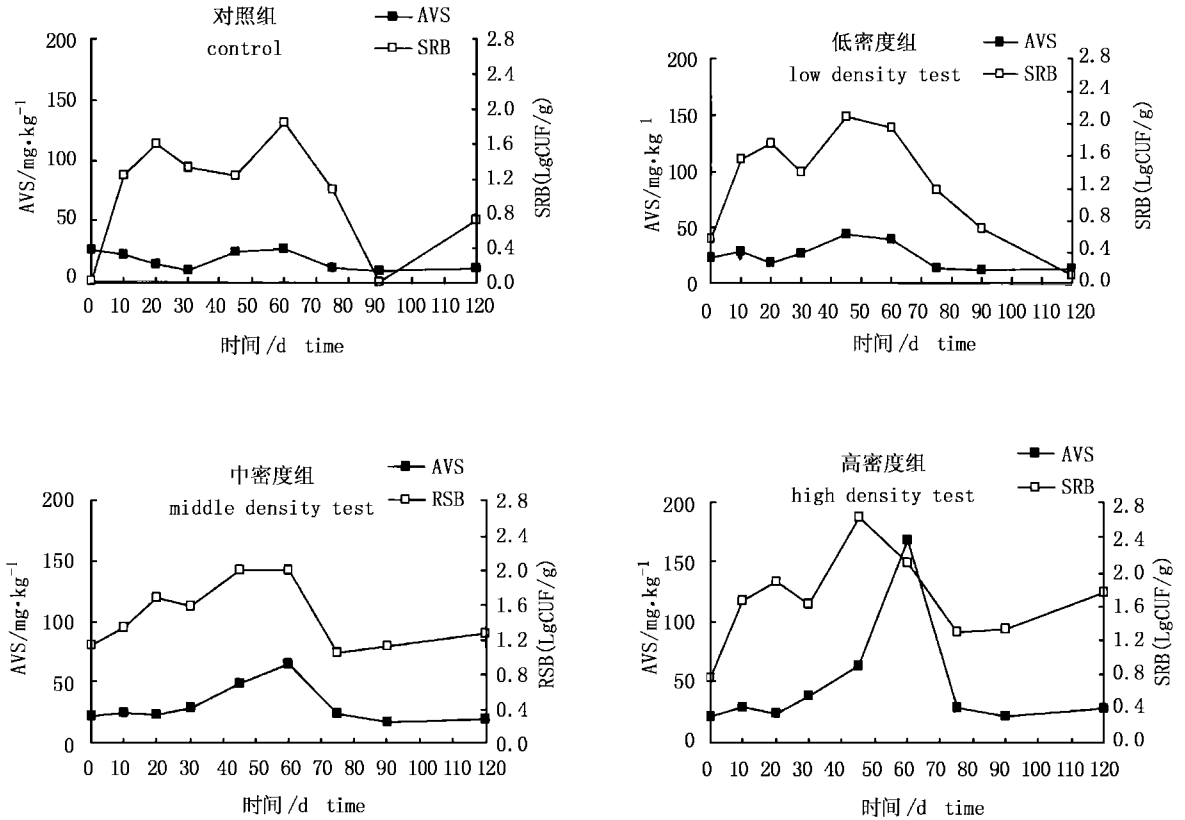 对照组
control
AVS
SRB
200
150
100
50
0
AVS/mg·kg⁻¹
2.8
2.4
2.0
1.6
1.2
0.8
0.4
0.0
SRB(LgCUF/g)
0 10 20 30 40 50 60 70 80 90 100 110 120
时间/d time
低密度组
low density test
AVS
SRB
200
150
100
50
0
AVS/mg·kg¹
2.8
2.4
2.0
1.6
1.2
0.8
0.4
0.0
SRB(LgCUF/g)
0 10 20 30 40 50 60 70 80 90 100 110 120
时间/d time
中密度组
middle density test
AVS
RSB
200
150
100
50
0
AVS/mg·kg⁻¹
2.8
2.4
2.0
1.6
1.2
0.8
0.4
0.0
RSB(LgCUF/g)
0 10 20 30 40 50 60 70 80 90 100 110 120
时间/d time
高密度组
high density test
AVS
SRB
200
150
100
50
0
AVS/mg·kg⁻¹
2.8
2.4
2.0
1.6
1.2
0.8
0.4
0.0
SRB(LgCUF/g)
0 10 20 30 40 50 60 70 80 90 100 110 120
时间/d time